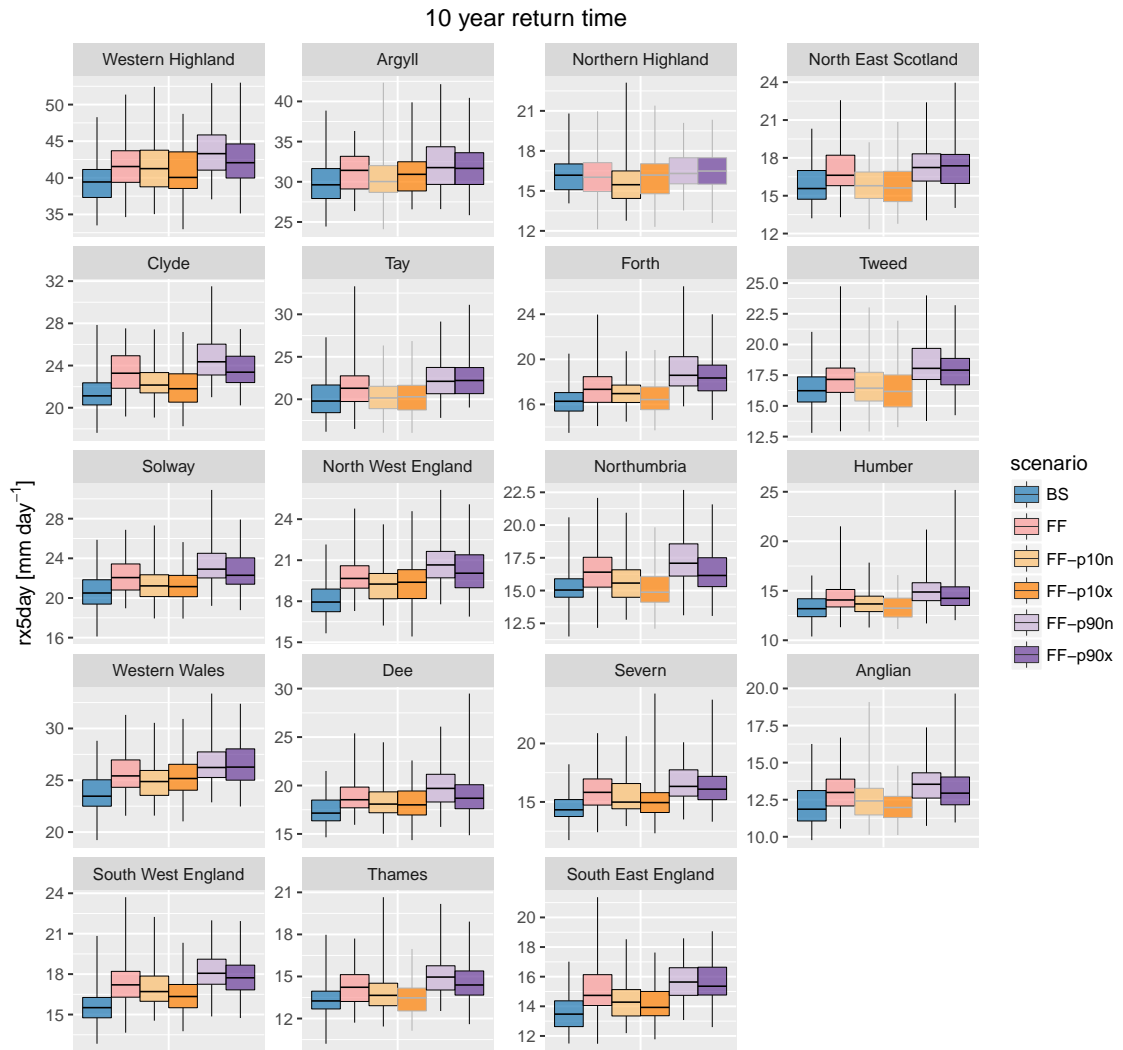 10 year return time
Western Highland
Argyll
Northern Highland
North East Scotland
50
45
40
35
40
35
30
25
21
18
15
12
24
21
18
15
12
Clyde
Tay
Forth
Tweed
32
28
24
20
30
25
20
24
20
16
25.0
22.5
20.0
17.5
15.0
12.5
Solway
North West England
Northumbria
Humber
28
24
20
16
24
21
18
15
22.5
20.0
17.5
15.0
12.5
25
20
15
10
Western Wales
Dee
Severn
Anglian
30
25
20
30
25
20
15
20
15
20.0
17.5
15.0
12.5
10.0
South West England
Thames
South East England
24
21
18
15
21
18
15
12
20
18
16
14
12
rx5day [mm day⁻¹]
scenario
BS
FF
FF−p10n
FF−p10x
FF−p90n
FF−p90x